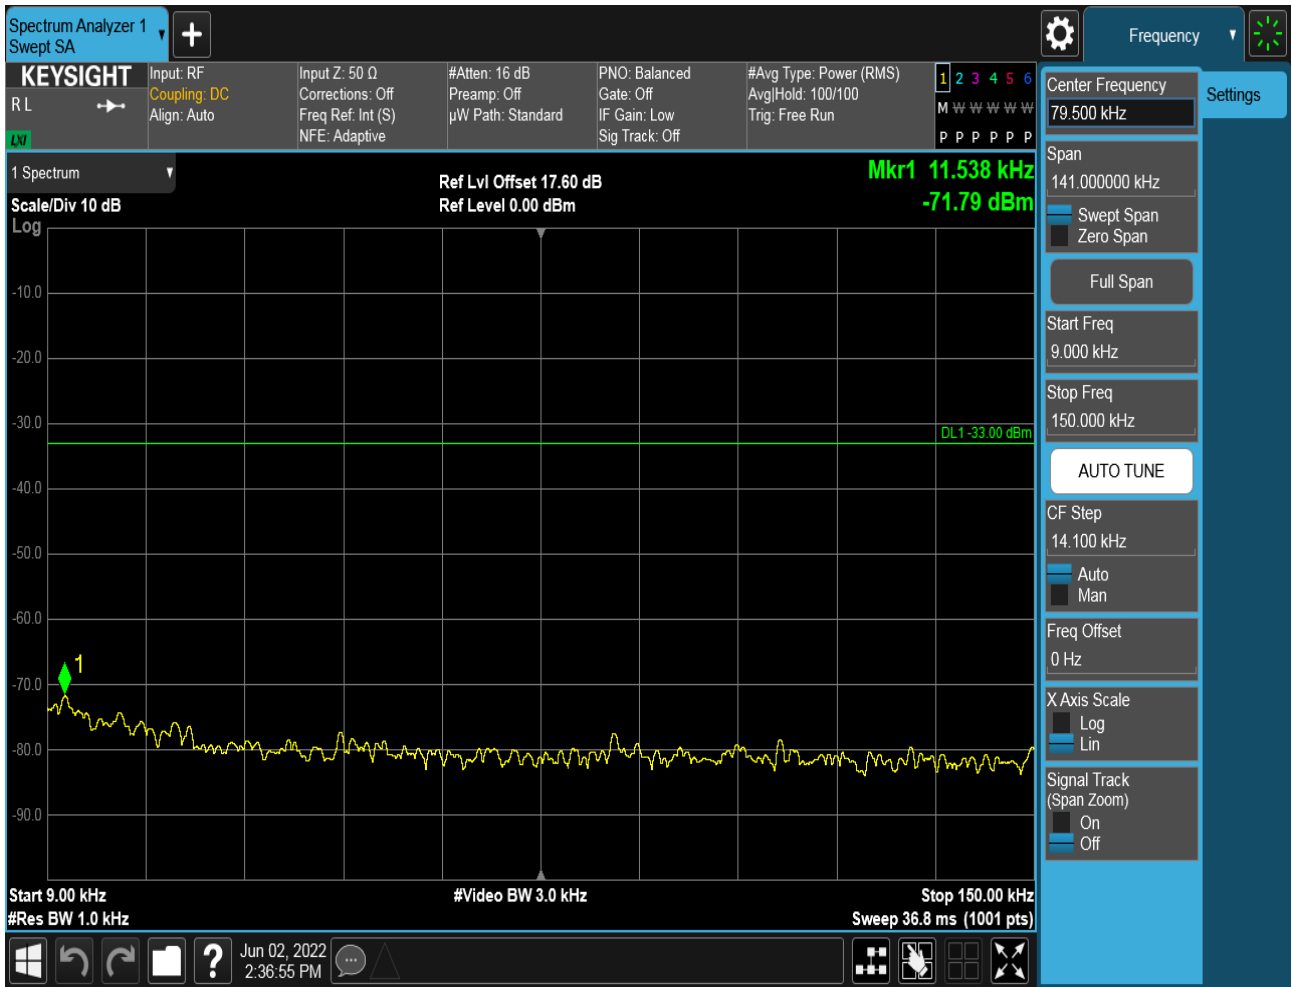 Spectrum Analyzer 1
Swept SA
Frequency
KEYSIGHT
R L
LXI
Input: RF
Coupling: DC
Align: Auto
Input Z: 50 Ω
Corrections: Off
Freq Ref: Int (S)
NFE: Adaptive
#Atten: 16 dB
Preamp: Off
µW Path: Standard
PNO: Balanced
Gate: Off
IF Gain: Low
Sig Track: Off
#Avg Type: Power (RMS)
Avg|Hold: 100/100
Trig: Free Run
1 2 3 4 5 6
M W W W W W
P P P P P P
1 Spectrum
Scale/Div 10 dB
Log
Ref Lvl Offset 17.60 dB
Ref Level 0.00 dBm
Mkr1 11.538 kHz
-71.79 dBm
-10.0
-20.0
-30.0
DL1 -33.00 dBm
-40.0
-50.0
-60.0
1
-70.0
-80.0
-90.0
Start 9.00 kHz
#Res BW 1.0 kHz
#Video BW 3.0 kHz
Stop 150.00 kHz
Sweep 36.8 ms (1001 pts)
?
Jun 02, 2022
2:36:55 PM
Center Frequency
79.500 kHz
Settings
Span
141.000000 kHz
Swept Span
Zero Span
Full Span
Start Freq
9.000 kHz
Stop Freq
150.000 kHz
AUTO TUNE
CF Step
14.100 kHz
Auto
Man
Freq Offset
0 Hz
X Axis Scale
Log
Lin
Signal Track
(Span Zoom)
On
Off